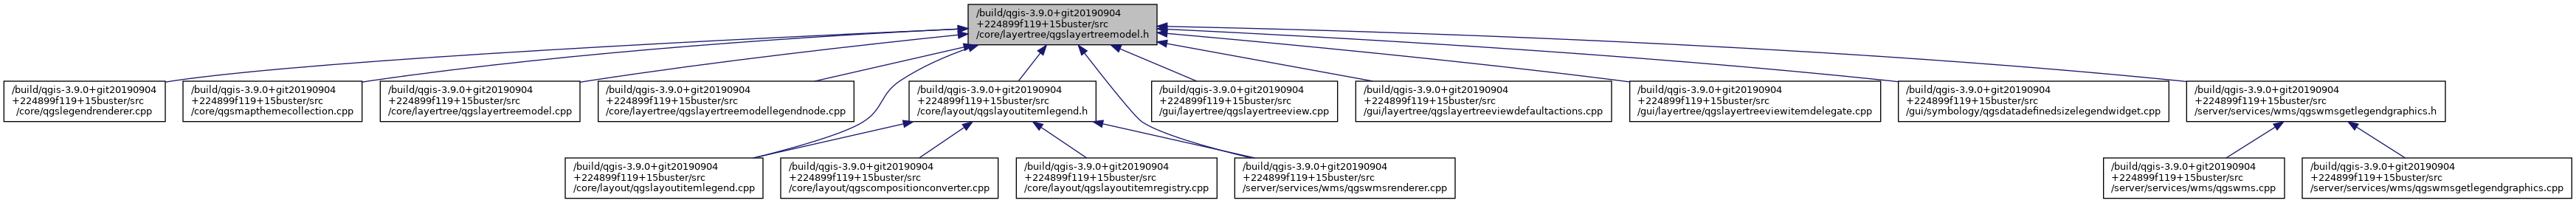 /build/qgis-3.9.0+git20190904
+224899f119+15buster/src
/core/layertree/qgslayertreemodel.h
/build/qgis-3.9.0+git20190904
+224899f119+15buster/src
/core/qgslegendrenderer.cpp
/build/qgis-3.9.0+git20190904
+224899f119+15buster/src
/core/qgsmapthemecollection.cpp
/build/qgis-3.9.0+git20190904
+224899f119+15buster/src
/core/layertree/qgslayertreemodel.cpp
/build/qgis-3.9.0+git20190904
+224899f119+15buster/src
/core/layertree/qgslayertreemodellegendnode.cpp
/build/qgis-3.9.0+git20190904
+224899f119+15buster/src
/core/layout/qgslayoutitemlegend.h
/build/qgis-3.9.0+git20190904
+224899f119+15buster/src
/gui/layertree/qgslayertreeview.cpp
/build/qgis-3.9.0+git20190904
+224899f119+15buster/src
/gui/layertree/qgslayertreeviewdefaultactions.cpp
/build/qgis-3.9.0+git20190904
+224899f119+15buster/src
/gui/layertree/qgslayertreeviewitemdelegate.cpp
/build/qgis-3.9.0+git20190904
+224899f119+15buster/src
/gui/symbology/qgsdatadefinedsizelegendwidget.cpp
/build/qgis-3.9.0+git20190904
+224899f119+15buster/src
/server/services/wms/qgswmsgetlegendgraphics.h
/build/qgis-3.9.0+git20190904
+224899f119+15buster/src
/core/layout/qgslayoutitemlegend.cpp
/build/qgis-3.9.0+git20190904
+224899f119+15buster/src
/core/layout/qgscompositionconverter.cpp
/build/qgis-3.9.0+git20190904
+224899f119+15buster/src
/core/layout/qgslayoutitemregistry.cpp
/build/qgis-3.9.0+git20190904
+224899f119+15buster/src
/server/services/wms/qgswmsrenderer.cpp
/build/qgis-3.9.0+git20190904
+224899f119+15buster/src
/server/services/wms/qgswms.cpp
/build/qgis-3.9.0+git20190904
+224899f119+15buster/src
/server/services/wms/qgswmsgetlegendgraphics.cpp